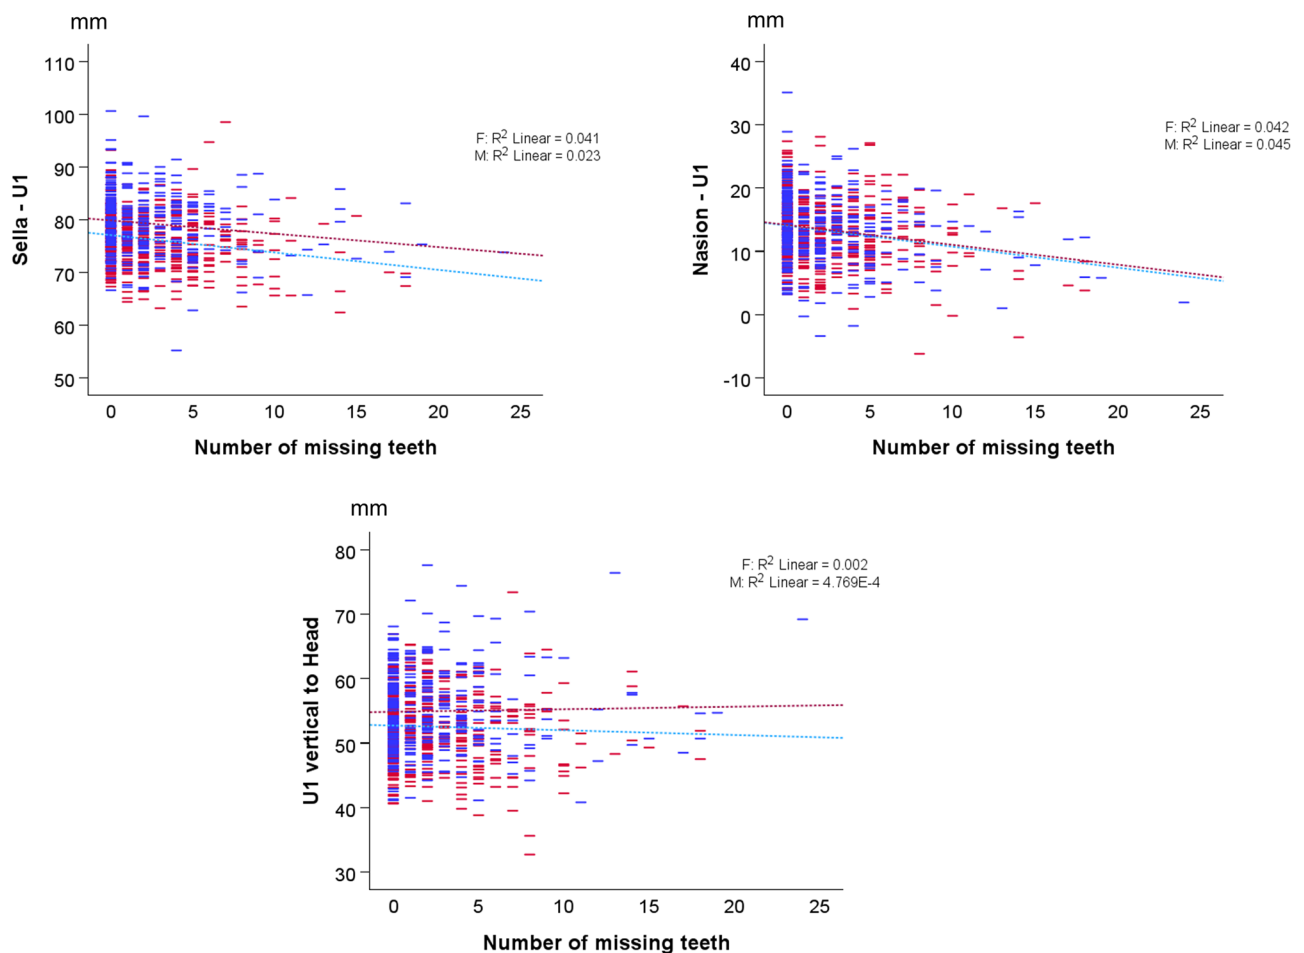 mm
110
100
90
80
70
60
50
Sella - U1
F: R² Linear = 0.041
M: R² Linear = 0.023
0 5 10 15 20 25
Number of missing teeth
mm
40
30
20
10
0
-10
Nasion - U1
F: R² Linear = 0.042
M: R² Linear = 0.045
0 5 10 15 20 25
Number of missing teeth
mm
80
70
60
50
40
30
U1 vertical to Head
F: R² Linear = 0.002
M: R² Linear = 4.769E-4
0 5 10 15 20 25
Number of missing teeth